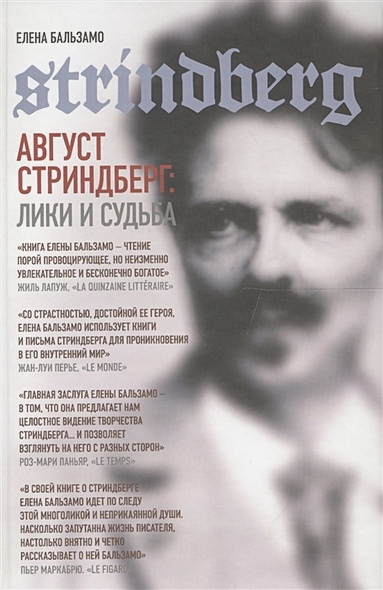 ЕЛЕНА БАЛЬЗАМО
strindberg
АВГУСТ
СТРИНДБЕРГ:
ЛИКИ И СУДЬБА
«КНИГА ЕЛЕНЫ БАЛЬЗАМО – ЧТЕНИЕ
ПОРОЙ ПРОВОЦИРУЮЩЕЕ, НО НЕИЗМЕННО
УВЛЕКАТЕЛЬНОЕ И БЕСКОНЕЧНО БОГАТОЕ»
ЖИЛЬ ЛАПУЖ, «LA QUINZAINE LITTÉRAIRE»
«СО СТРАСТНОСТЬЮ, ДОСТОЙНОЙ ЕЕ ГЕРОЯ,
ЕЛЕНА БАЛЬЗАМО ИСПОЛЬЗУЕТ КНИГИ
И ПИСЬМА СТРИНДБЕРГА ДЛЯ ПРОНИКНОВЕНИЯ
В ЕГО ВНУТРЕННИЙ МИР»
ЖАН-ЛУИ ПЕРЬЕ, «LE MONDE»
«ГЛАВНАЯ ЗАСЛУГА ЕЛЕНЫ БАЛЬЗАМО –
В ТОМ, ЧТО ОНА ПРЕДЛАГАЕТ НАМ
ЦЕЛОСТНОЕ ВИДЕНИЕ ТВОРЧЕСТВА
СТРИНДБЕРГА... И ПОЗВОЛЯЕТ
ВЗГЛЯНУТЬ НА НЕГО С РАЗНЫХ СТОРОН»
РОЗ-МАРИ ПАНЬЯР, «LE TEMPS»
«В СВОЕЙ КНИГЕ О СТРИНДБЕРГЕ
ЕЛЕНА БАЛЬЗАМО ИДЕТ ПО СЛЕДУ
ЭТОЙ МНОГОЛИКОЙ И НЕПРИКАЯННОЙ ДУШИ.
НАСКОЛЬКО ЗАПУТАННА ЖИЗНЬ ПИСАТЕЛЯ,
НАСТОЛЬКО ВНЯТНО И ЧЕТКО
РАССКАЗЫВАЕТ О НЕЙ БАЛЬЗАМО»
ПЬЕР МАРКАБРЮ. «LE FIGARO»